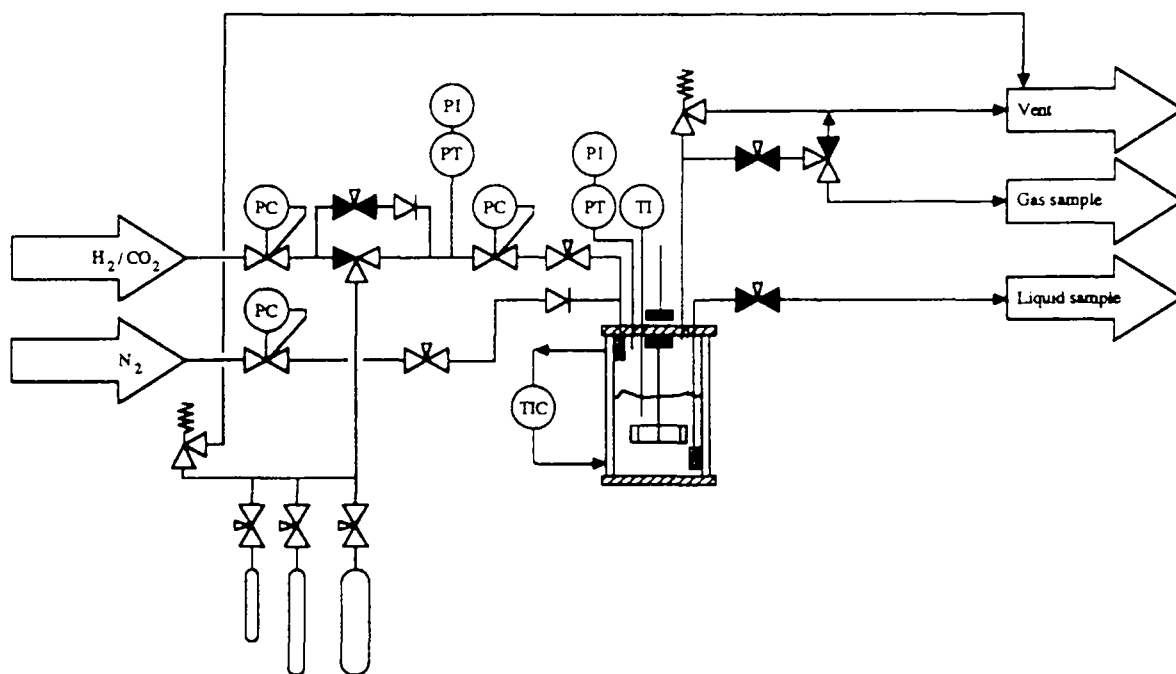 PI
PT
PI
PC
PC
PT
TI
Vent
Gas sample
H₂/CO₂
PC
N₂
Liquid sample
TIC